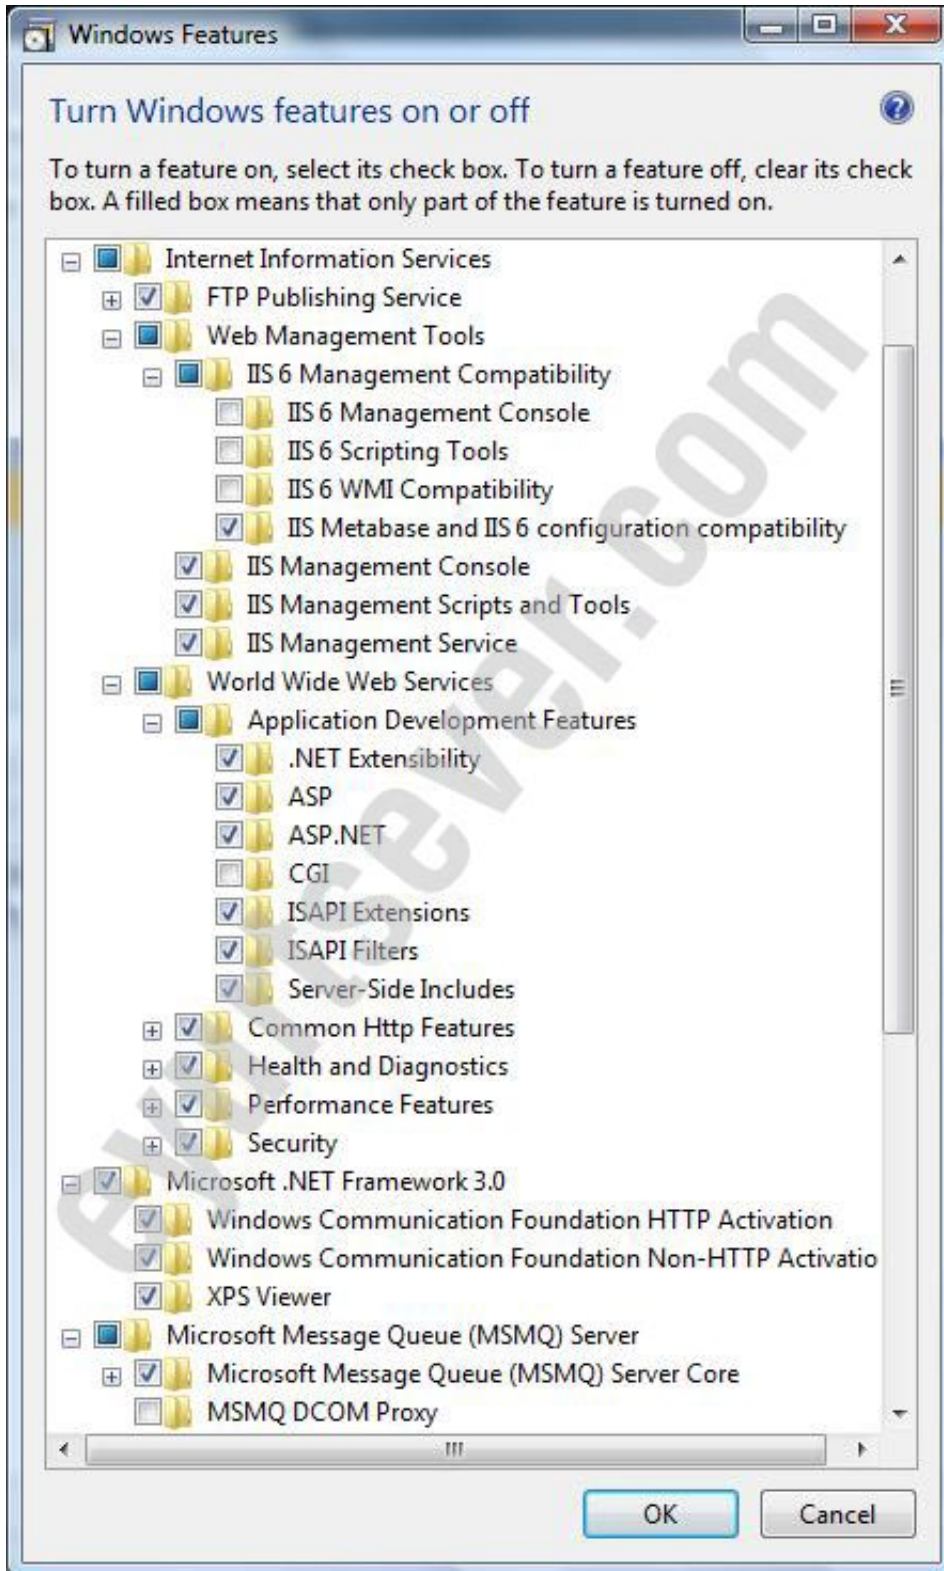 Windows Features
Turn Windows features on or off
To turn a feature on, select its check box. To turn a feature off, clear its check
box. A filled box means that only part of the feature is turned on.
Internet Information Services
FTP Publishing Service
Web Management Tools
IIS 6 Management Compatibility
IIS 6 Management Console
IIS 6 Scripting Tools
IIS 6 WMI Compatibility
IIS Metabase and IIS 6 configuration compatibility
IIS Management Console
IIS Management Scripts and Tools
IIS Management Service
World Wide Web Services
Application Development Features
.NET Extensibility
ASP
ASP.NET
CGI
ISAPI Extensions
ISAPI Filters
Server-Side Includes
Common Http Features
Health and Diagnostics
Performance Features
Security
Microsoft .NET Framework 3.0
Windows Communication Foundation HTTP Activation
Windows Communication Foundation Non-HTTP Activatio
XPS Viewer
Microsoft Message Queue (MSMQ) Server
Microsoft Message Queue (MSMQ) Server Core
MSMQ DCOM Proxy
OK Cancel